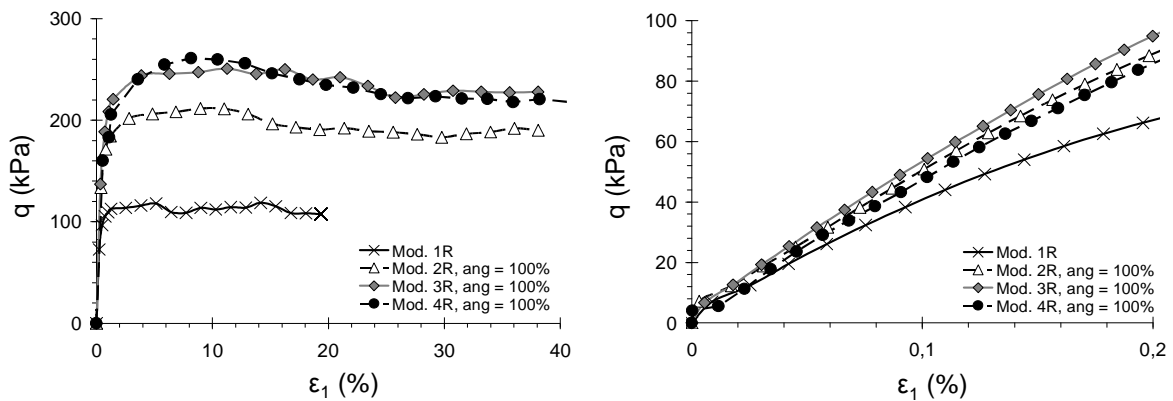 300
200
100
0
q (kPa)
0
10
20
30
40
ε1 (%)
Mod. 1R
Mod. 2R, ang = 100%
Mod. 3R, ang = 100%
Mod. 4R, ang = 100%
100
80
60
40
20
0
q (kPa)
0
0,1
0,2
ε1 (%)
Mod. 1R
Mod. 2R, ang = 100%
Mod. 3R, ang = 100%
Mod. 4R, ang = 100%